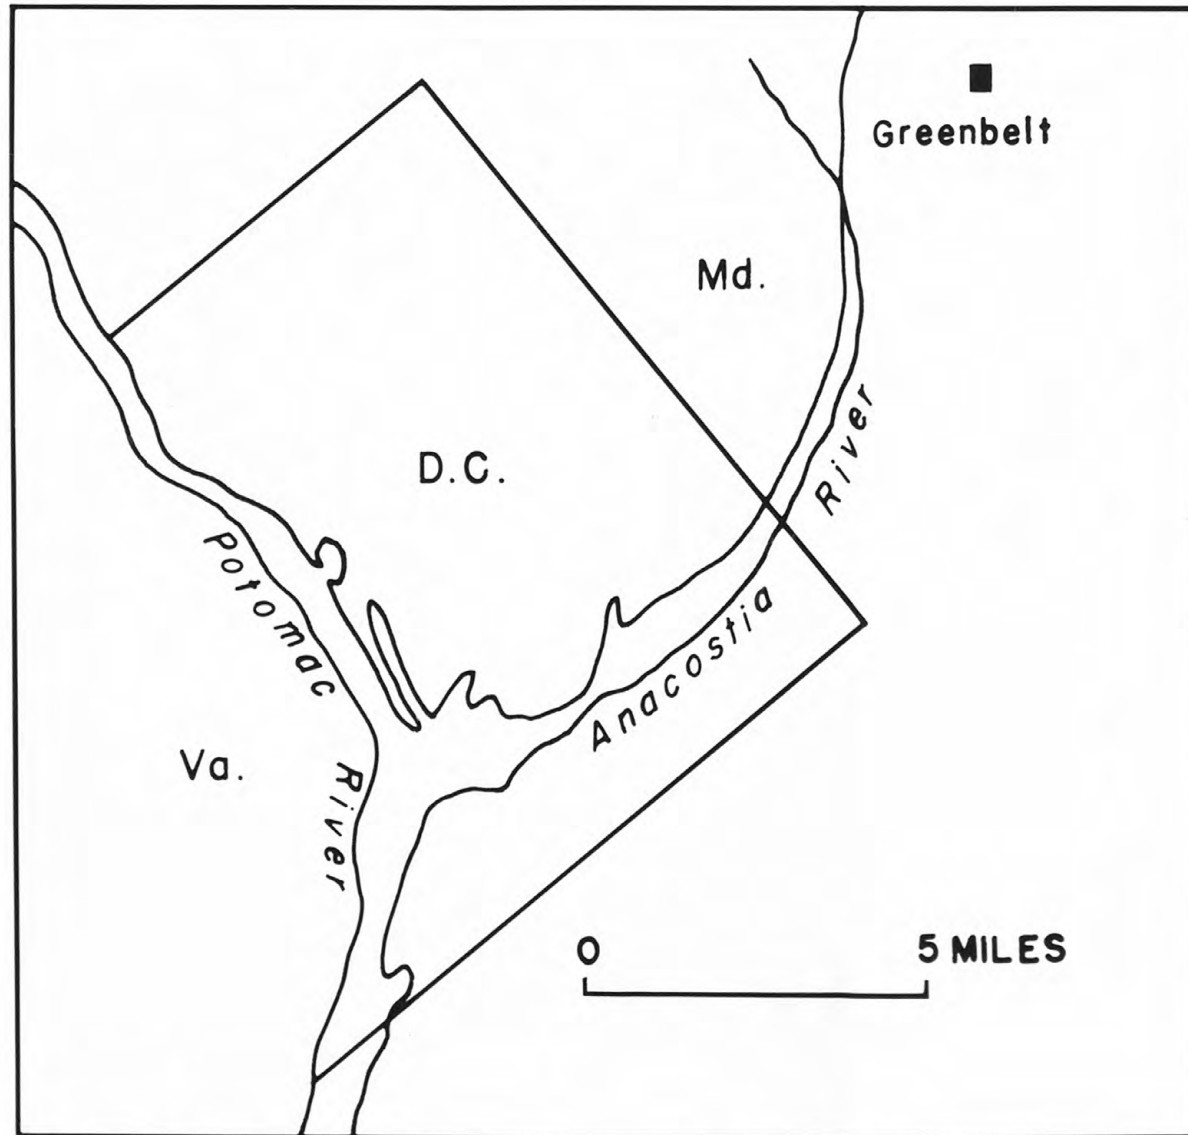 Greenbelt
Md.
River
D.C.
Potomac
Anacostia
Va.
River
0 5 MILES